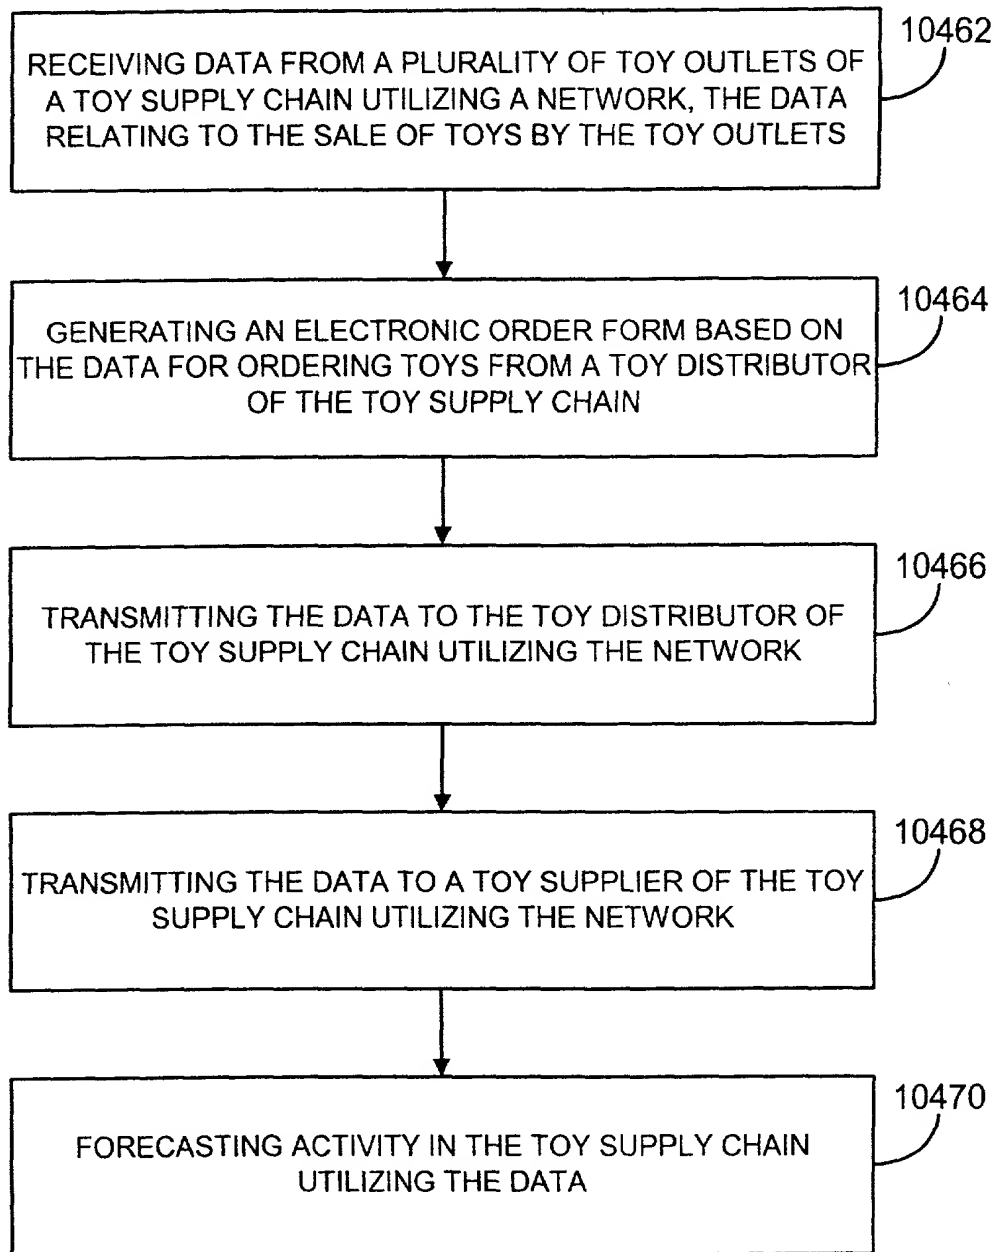 10462
RECEIVING DATA FROM A PLURALITY OF TOY OUTLETS OF
A TOY SUPPLY CHAIN UTILIZING A NETWORK, THE DATA
RELATING TO THE SALE OF TOYS BY THE TOY OUTLETS
10464
GENERATING AN ELECTRONIC ORDER FORM BASED ON
THE DATA FOR ORDERING TOYS FROM A TOY DISTRIBUTOR
OF THE TOY SUPPLY CHAIN
10466
TRANSMITTING THE DATA TO THE TOY DISTRIBUTOR OF
THE TOY SUPPLY CHAIN UTILIZING THE NETWORK
10468
TRANSMITTING THE DATA TO A TOY SUPPLIER OF THE TOY
SUPPLY CHAIN UTILIZING THE NETWORK
10470
FORECASTING ACTIVITY IN THE TOY SUPPLY CHAIN
UTILIZING THE DATA